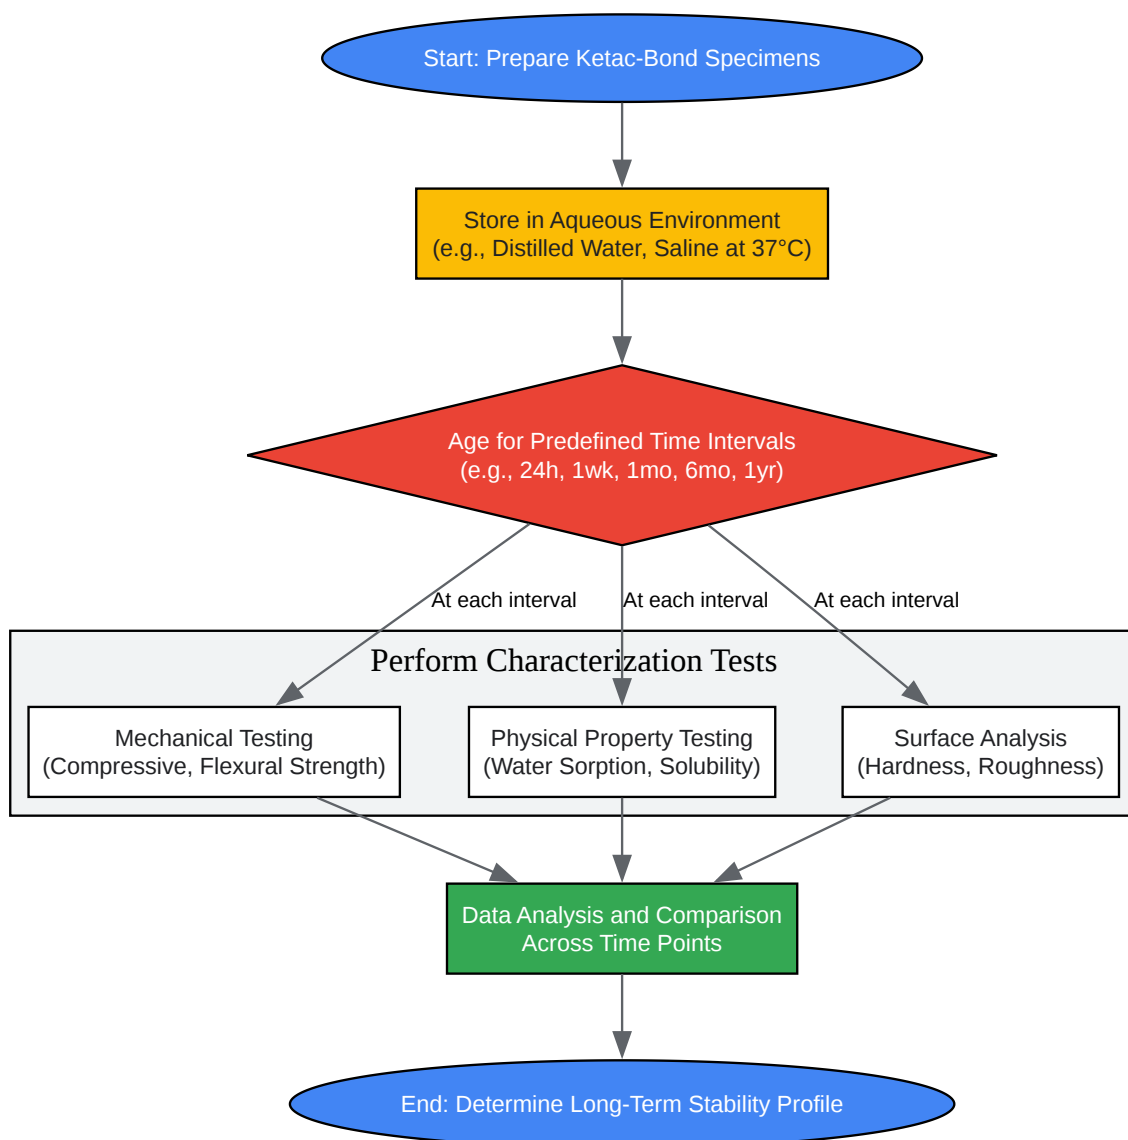 Start: Prepare Ketac-Bond Specimens
Store in Aqueous Environment
(e.g., Distilled Water, Saline at 37°C)
Age for Predefined Time Intervals
(e.g., 24h, 1wk, 1mo, 6mo, 1yr)
At each interval
At each interval
At each interval
Perform Characterization Tests
Mechanical Testing
(Compressive, Flexural Strength)
Physical Property Testing
(Water Sorption, Solubility)
Surface Analysis
(Hardness, Roughness)
Data Analysis and Comparison
Across Time Points
End: Determine Long-Term Stability Profile